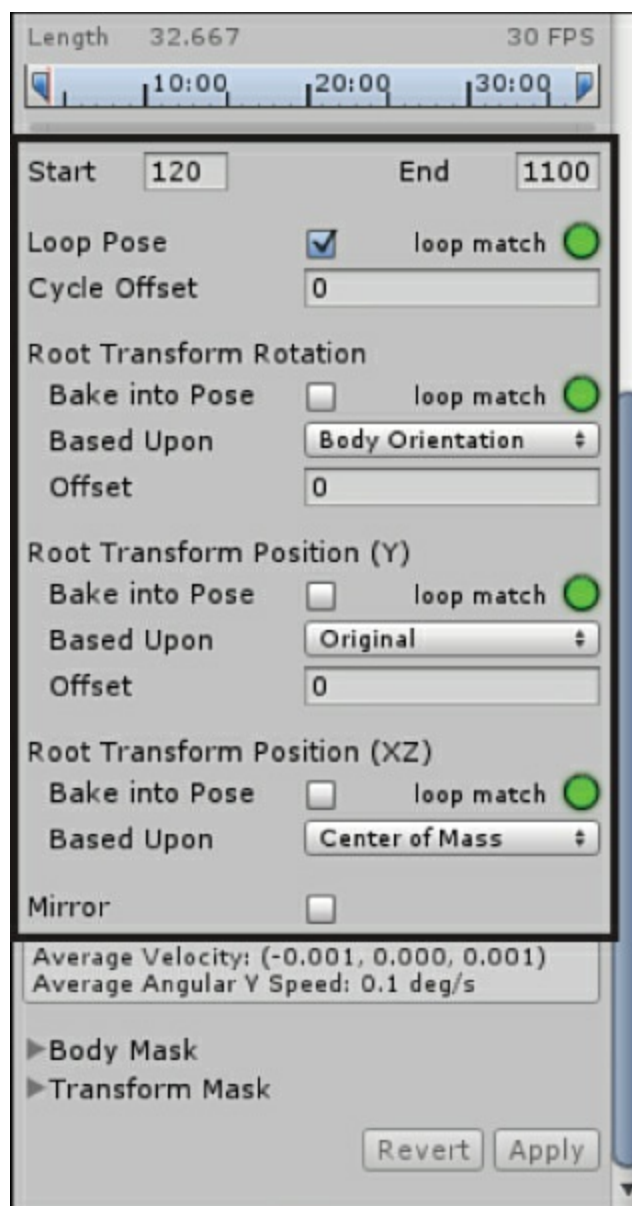 Length 32.667 30 FPS
10:00 20:00 30:00
Start 120 End 1100
Loop Pose loop match
Cycle Offset 0
Root Transform Rotation
Bake into Pose loop match
Based Upon Body Orientation
Offset 0
Root Transform Position (Y)
Bake into Pose loop match
Based Upon Original
Offset 0
Root Transform Position (XZ)
Bake into Pose loop match
Based Upon Center of Mass
Mirror
Average Velocity: (-0.001, 0.000, 0.001)
Average Angular Y Speed: 0.1 deg/s
Body Mask
Transform Mask
Revert Apply